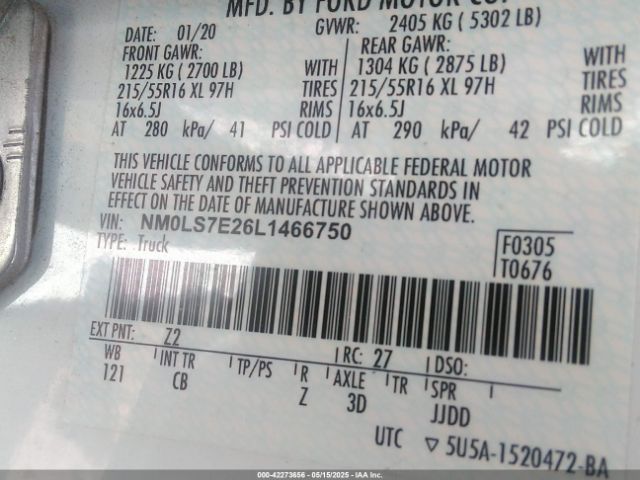 MFD. BY FORD MOTOR CO.
DATE: 01/20 GVWR: 2405 KG ( 5302 LB)
FRONT GAWR: REAR GAWR:
1225 KG ( 2700 LB) WITH 1304 KG ( 2875 LB) WITH
215/55R16 XL 97H TIRES 215/55R16 XL 97H TIRES
16x6.5J RIMS 16x6.5J RIMS
AT 280 kPa/ 41 PSI COLD AT 290 kPa/ 42 PSI COLD
THIS VEHICLE CONFORMS TO ALL APPLICABLE FEDERAL MOTOR
VEHICLE SAFETY AND THEFT PREVENTION STANDARDS IN
EFFECT ON THE DATE OF MANUFACTURE SHOWN ABOVE.
VIN: NM0LS7E26L1466750
TYPE: Truck
F0305
T0676
EXT PNT: Z2 RC: 27 DSO:
WB INT TR TP/PS R AXLE TR SPR
121 CB Z 3D JJDD
UTC 5U5A-1520472-BA
000-42273656 - 05/15/2025 - IAAI.COM